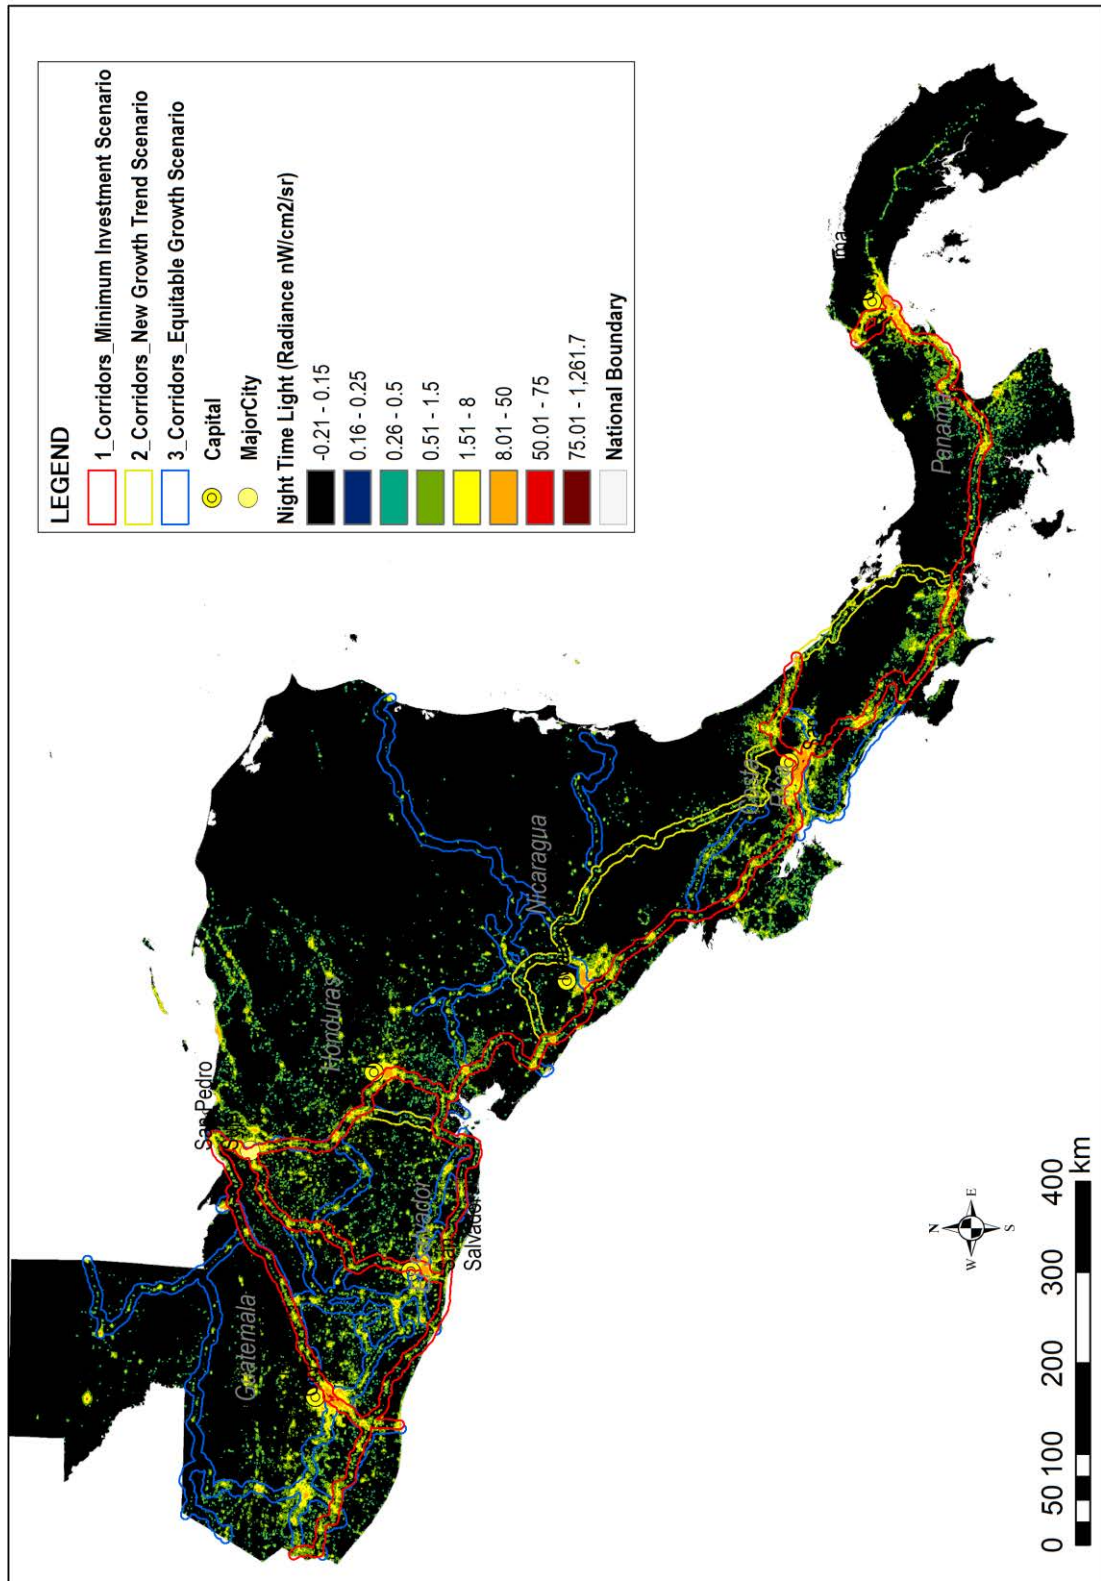 LEGEND
1_Corridors_Minimum Investment Scenario
2_Corridors_New Growth Trend Scenario
3_Corridors_Equitable Growth Scenario
Capital
MajorCity
Night Time Light (Radiance nW/cm2/sr)
-0.21 - 0.15
0.16 - 0.25
0.26 - 0.5
0.51 - 1.5
1.51 - 8
8.01 - 50
50.01 - 75
75.01 - 1,261.7
National Boundary
Guatemala
San Pedro
Honduras
Salvador
Nicaragua
Costa
Rica
Panama
N
W E
S
0 50 100 200 300 400
km